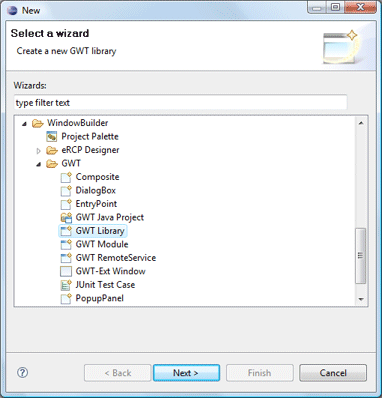 New
Select a wizard
Create a new GWT library
Wizards:
type filter text
WindowBuilder
Project Palette
eRCP Designer
GWT
Composite
DialogBox
EntryPoint
GWT Java Project
GWT Library
GWT Module
GWT RemoteService
GWT-Ext Window
JUnit Test Case
PopupPanel
?
< Back
Next >
Finish
Cancel